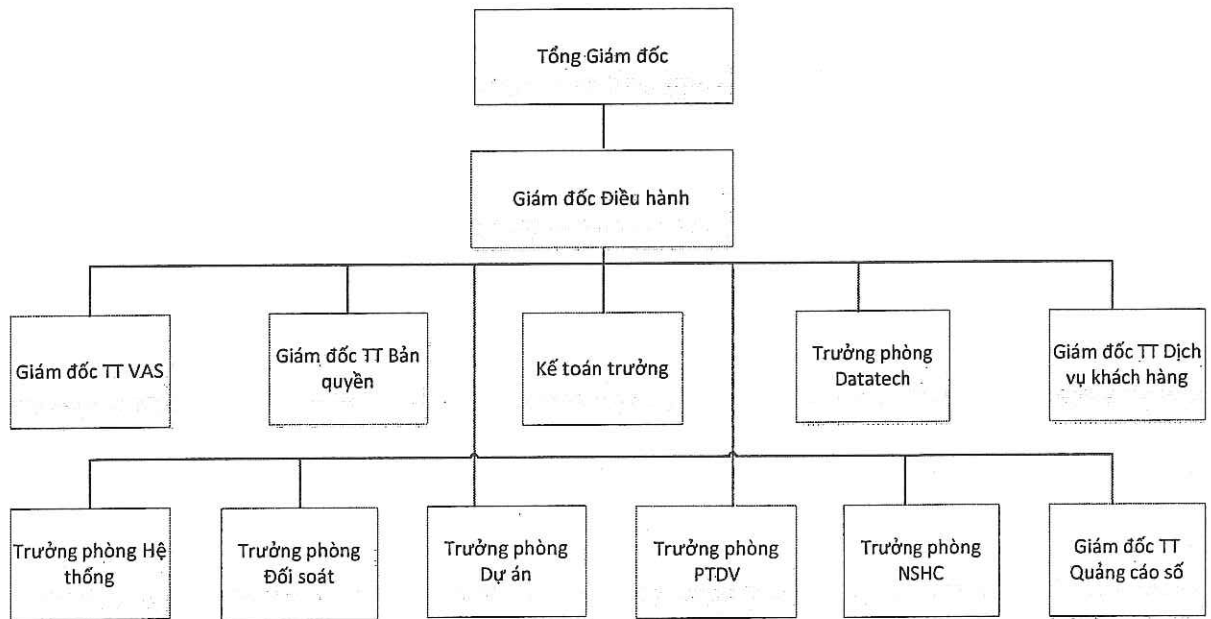 Tổng Giám đốc
Giám đốc Điều hành
Giám đốc TT VAS
Giám đốc TT Bản
quyền
Kế toán trưởng
Trưởng phòng
Datatech
Giám đốc TT Dịch
vụ khách hàng
Trưởng phòng Hệ
thống
Trưởng phòng
Đối soát
Trưởng phòng
Dự án
Trưởng phòng
PTDV
Trưởng phòng
NSHC
Giám đốc TT
Quảng cáo số